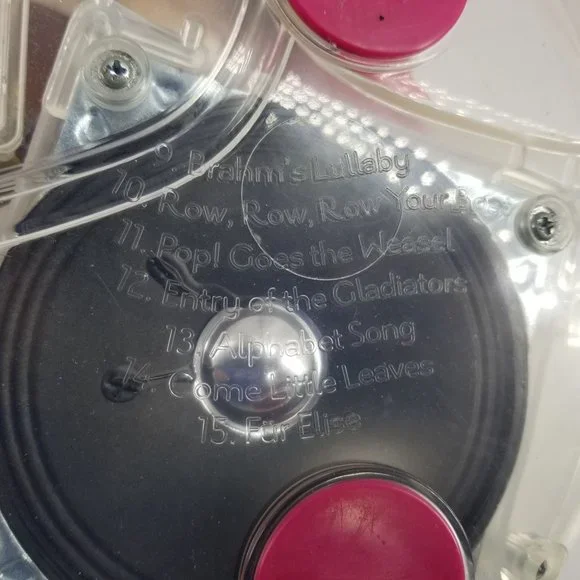 9. Brahm's Lullaby
10. Row, Row, Row Your
11. Pop! Goes the Weasel
12. Entry of the Gladiators
13. Alphabet Song
14. Come Little Leaves
15. Für Elise